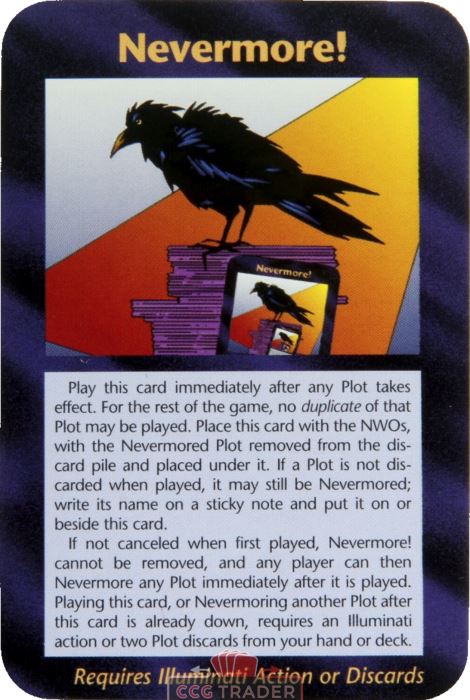 Nevermore!
Nevermore!
Play this card immediately after any Plot takes
effect. For the rest of the game, no duplicate of that
Plot may be played. Place this card with the NWOs,
with the Nevermored Plot removed from the dis-
card pile and placed under it. If a Plot is not dis-
carded when played, it may still be Nevermored;
write its name on a sticky note and put it on or
beside this card.
If not canceled when first played, Nevermore!
cannot be removed, and any player can then
Nevermore any Plot immediately after it is played.
Playing this card, or Nevermoring another Plot after
this card is already down, requires an Illuminati
action or two Plot discards from your hand or deck.
Requires Illuminati Action or Discards
CCG TRADER